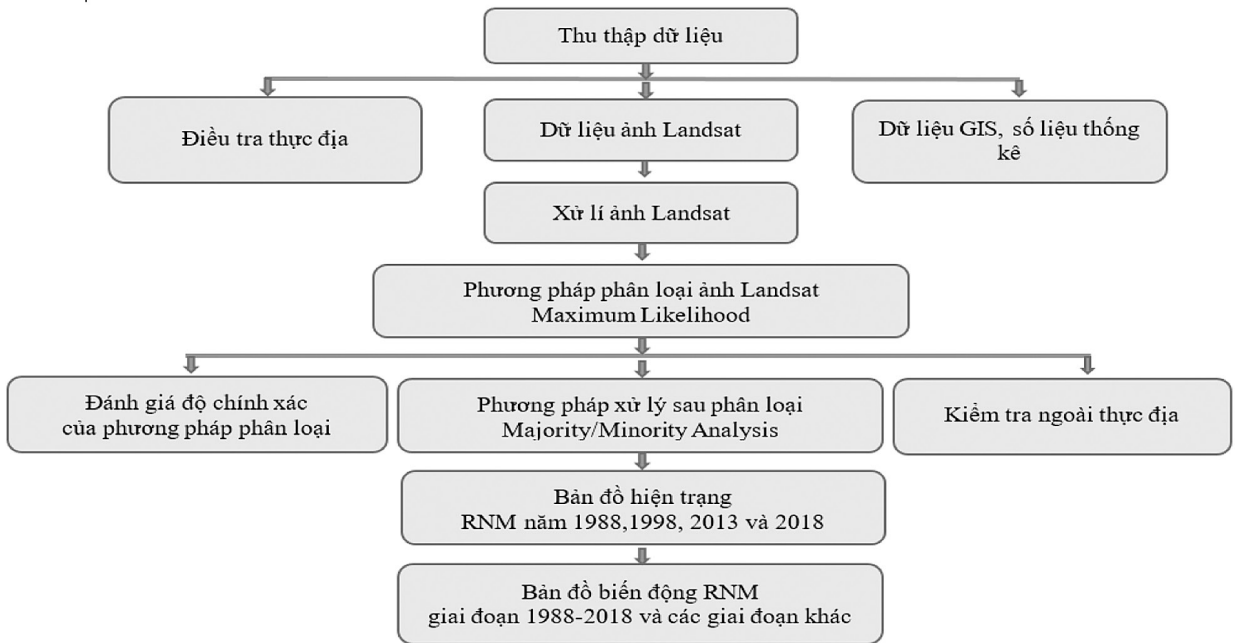 Thu thập dữ liệu
Điều tra thực địa
Dữ liệu ảnh Landsat
Dữ liệu GIS, số liệu thống
kê
Xử lí ảnh Landsat
Phương pháp phân loại ảnh Landsat
Maximum Likelihood
Đánh giá độ chính xác
của phương pháp phân loại
Phương pháp xử lý sau phân loại
Majority/Minority Analysis
Kiểm tra ngoài thực địa
Bản đồ hiện trạng
RNM năm 1988,1998, 2013 và 2018
Bản đồ biến động RNM
giai đoạn 1988-2018 và các giai đoạn khác